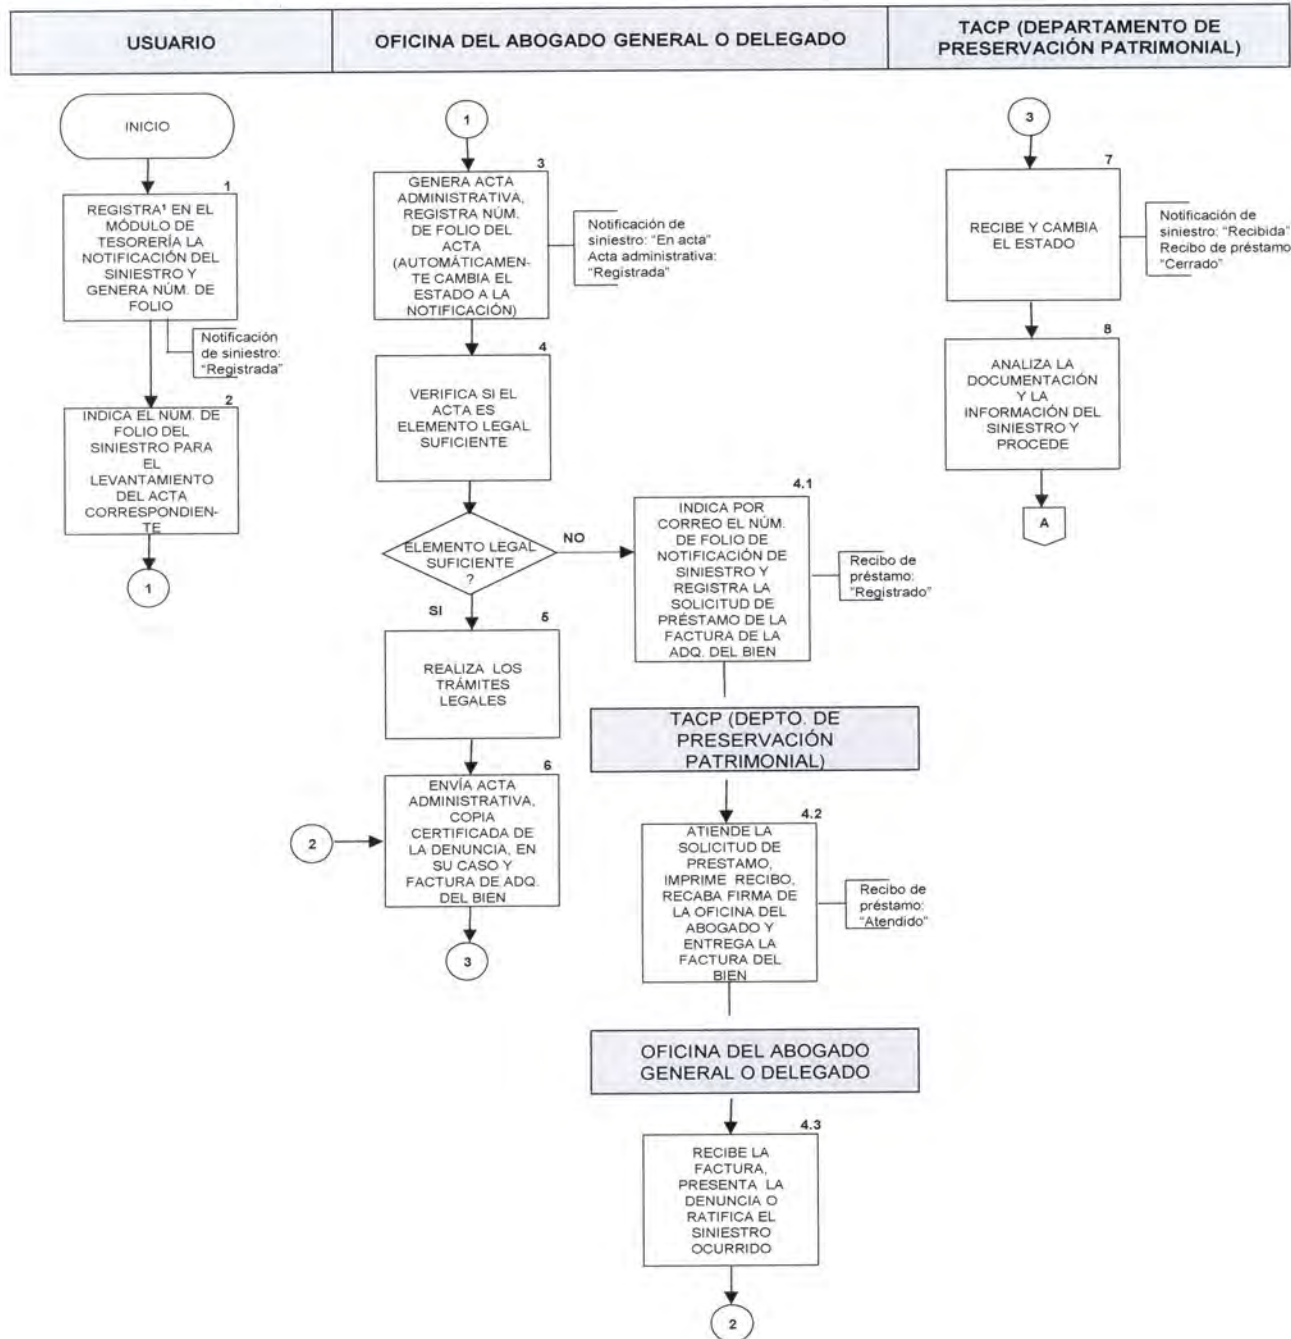 USUARIO
OFICINA DEL ABOGADO GENERAL O DELEGADO
TACP (DEPARTAMENTO DE
PRESERVACIÓN PATRIMONIAL)
INICIO
1
REGISTRA¹ EN EL
MÓDULO DE
TESORERÍA LA
NOTIFICACIÓN DEL
SINIESTRO Y
GENERA NÚM. DE
FOLIO
Notificación
de siniestro:
“Registrada”
2
INDICA EL NÚM. DE
FOLIO DEL
SINIESTRO PARA
EL
LEVANTAMIENTO
DEL ACTA
CORRESPONDIEN-
TE
1
1
3
GENERA ACTA
ADMINISTRATIVA,
REGISTRA NÚM.
DE FOLIO DEL
ACTA
(AUTOMÁTICAMEN-
TE CAMBIA EL
ESTADO A LA
NOTIFICACIÓN)
Notificación de
siniestro: “En acta”
Acta administrativa:
“Registrada”
4
VERIFICA SI EL
ACTA ES
ELEMENTO LEGAL
SUFICIENTE
ELEMENTO LEGAL
SUFICIENTE
?
NO
SI
5
REALIZA LOS
TRÁMITES
LEGALES
6
ENVÍA ACTA
ADMINISTRATIVA,
COPIA
CERTIFICADA DE
LA DENUNCIA, EN
SU CASO Y
FACTURA DE ADQ.
DEL BIEN
2
3
4.1
INDICA POR
CORREO EL NÚM.
DE FOLIO DE
NOTIFICACIÓN DE
SINIESTRO Y
REGISTRA LA
SOLICITUD DE
PRÉSTAMO DE LA
FACTURA DE LA
ADQ. DEL BIEN
Recibo de
préstamo:
“Registrado”
TACP (DEPTO. DE
PRESERVACIÓN
PATRIMONIAL)
4.2
ATIENDE LA
SOLICITUD DE
PRESTAMO,
IMPRIME RECIBO,
RECABA FIRMA DE
LA OFICINA DEL
ABOGADO Y
ENTREGA LA
FACTURA DEL
BIEN
Recibo de
préstamo:
“Atendido”
OFICINA DEL ABOGADO
GENERAL O DELEGADO
4.3
RECIBE LA
FACTURA,
PRESENTA LA
DENUNCIA O
RATIFICA EL
SINIESTRO
OCURRIDO
2
3
7
RECIBE Y CAMBIA
EL ESTADO
Notificación de
siniestro: “Recibida”
Recibo de préstamo
“Cerrado”
8
ANALIZA LA
DOCUMENTACIÓN
Y LA
INFORMACIÓN DEL
SINIESTRO Y
PROCEDE
A